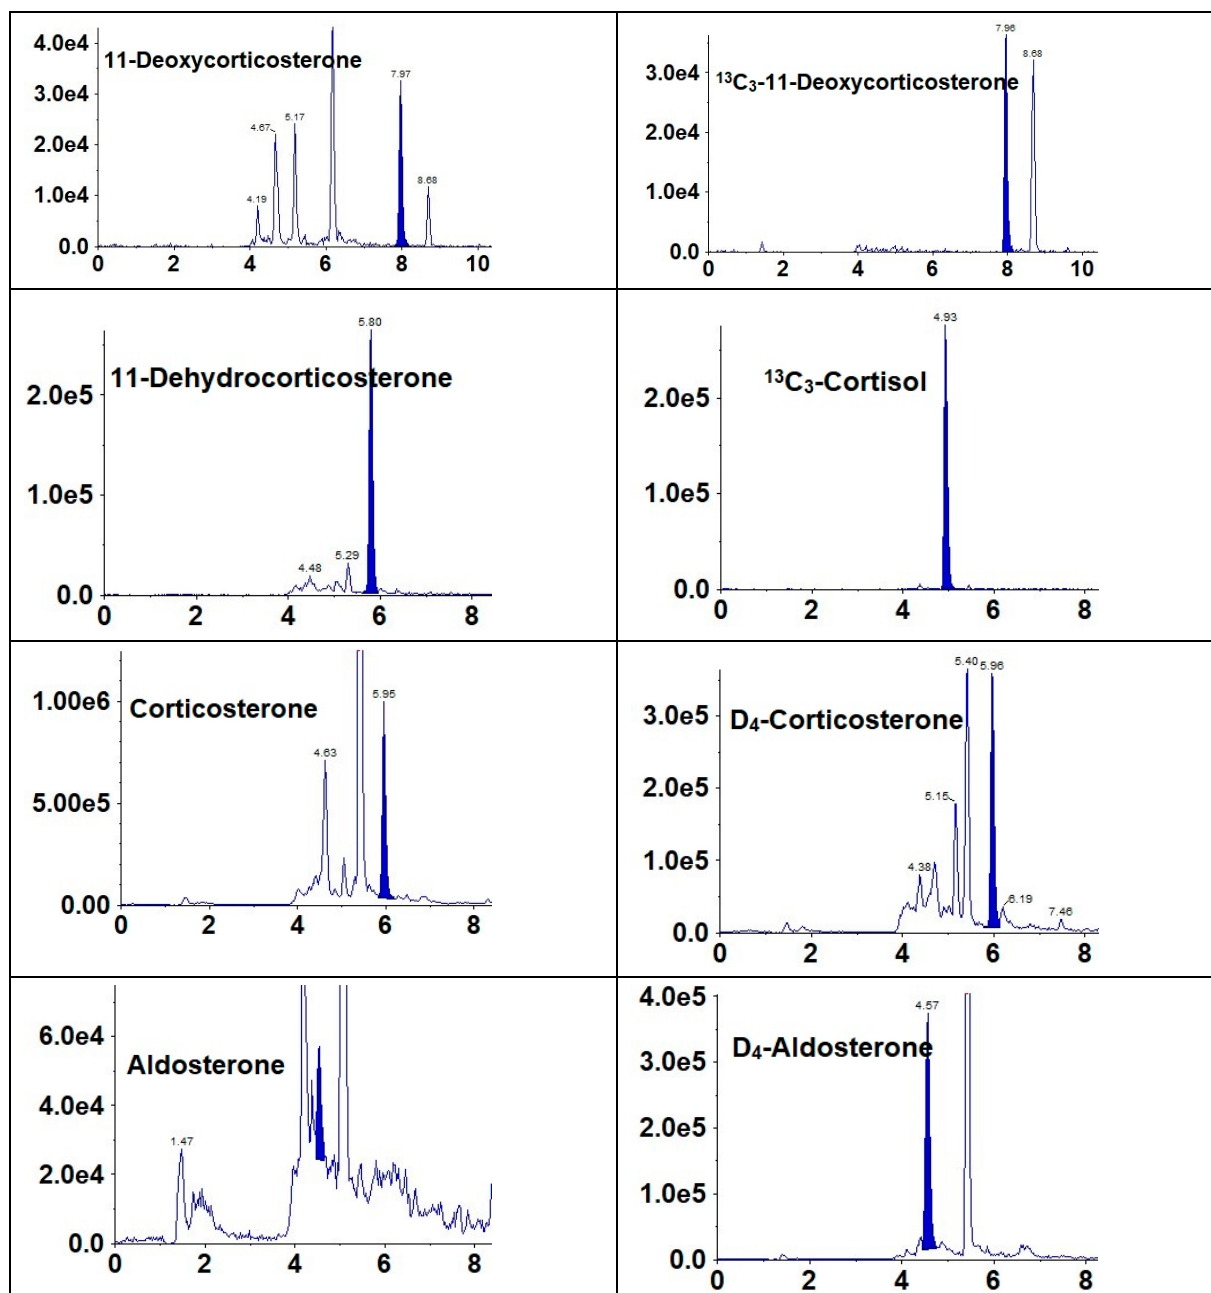 11-Deoxycorticosterone
4.0e4
3.0e4
2.0e4
1.0e4
0.0
4.19
4.67
5.17
7.97
8.68
0 2 4 6 8 10
¹³C₃-11-Deoxycorticosterone
3.0e4
2.0e4
1.0e4
0.0
7.96
8.68
0 2 4 6 8 10
11-Dehydrocorticosterone
2.0e5
1.0e5
0.0
4.48
5.29
5.80
0 2 4 6 8
¹³C₃-Cortisol
2.0e5
1.0e5
0.0
4.93
0 2 4 6 8
Corticosterone
1.00e6
5.00e5
0.00
4.63
5.95
0 2 4 6 8
D₄-Corticosterone
3.0e5
2.0e5
1.0e5
0.0
4.38
5.15
5.40
5.96
6.19
7.46
0 2 4 6 8
Aldosterone
6.0e4
4.0e4
2.0e4
0.0
1.47
0 2 4 6 8
D₄-Aldosterone
4.0e5
3.0e5
2.0e5
1.0e5
0.0
4.57
0 2 4 6 8